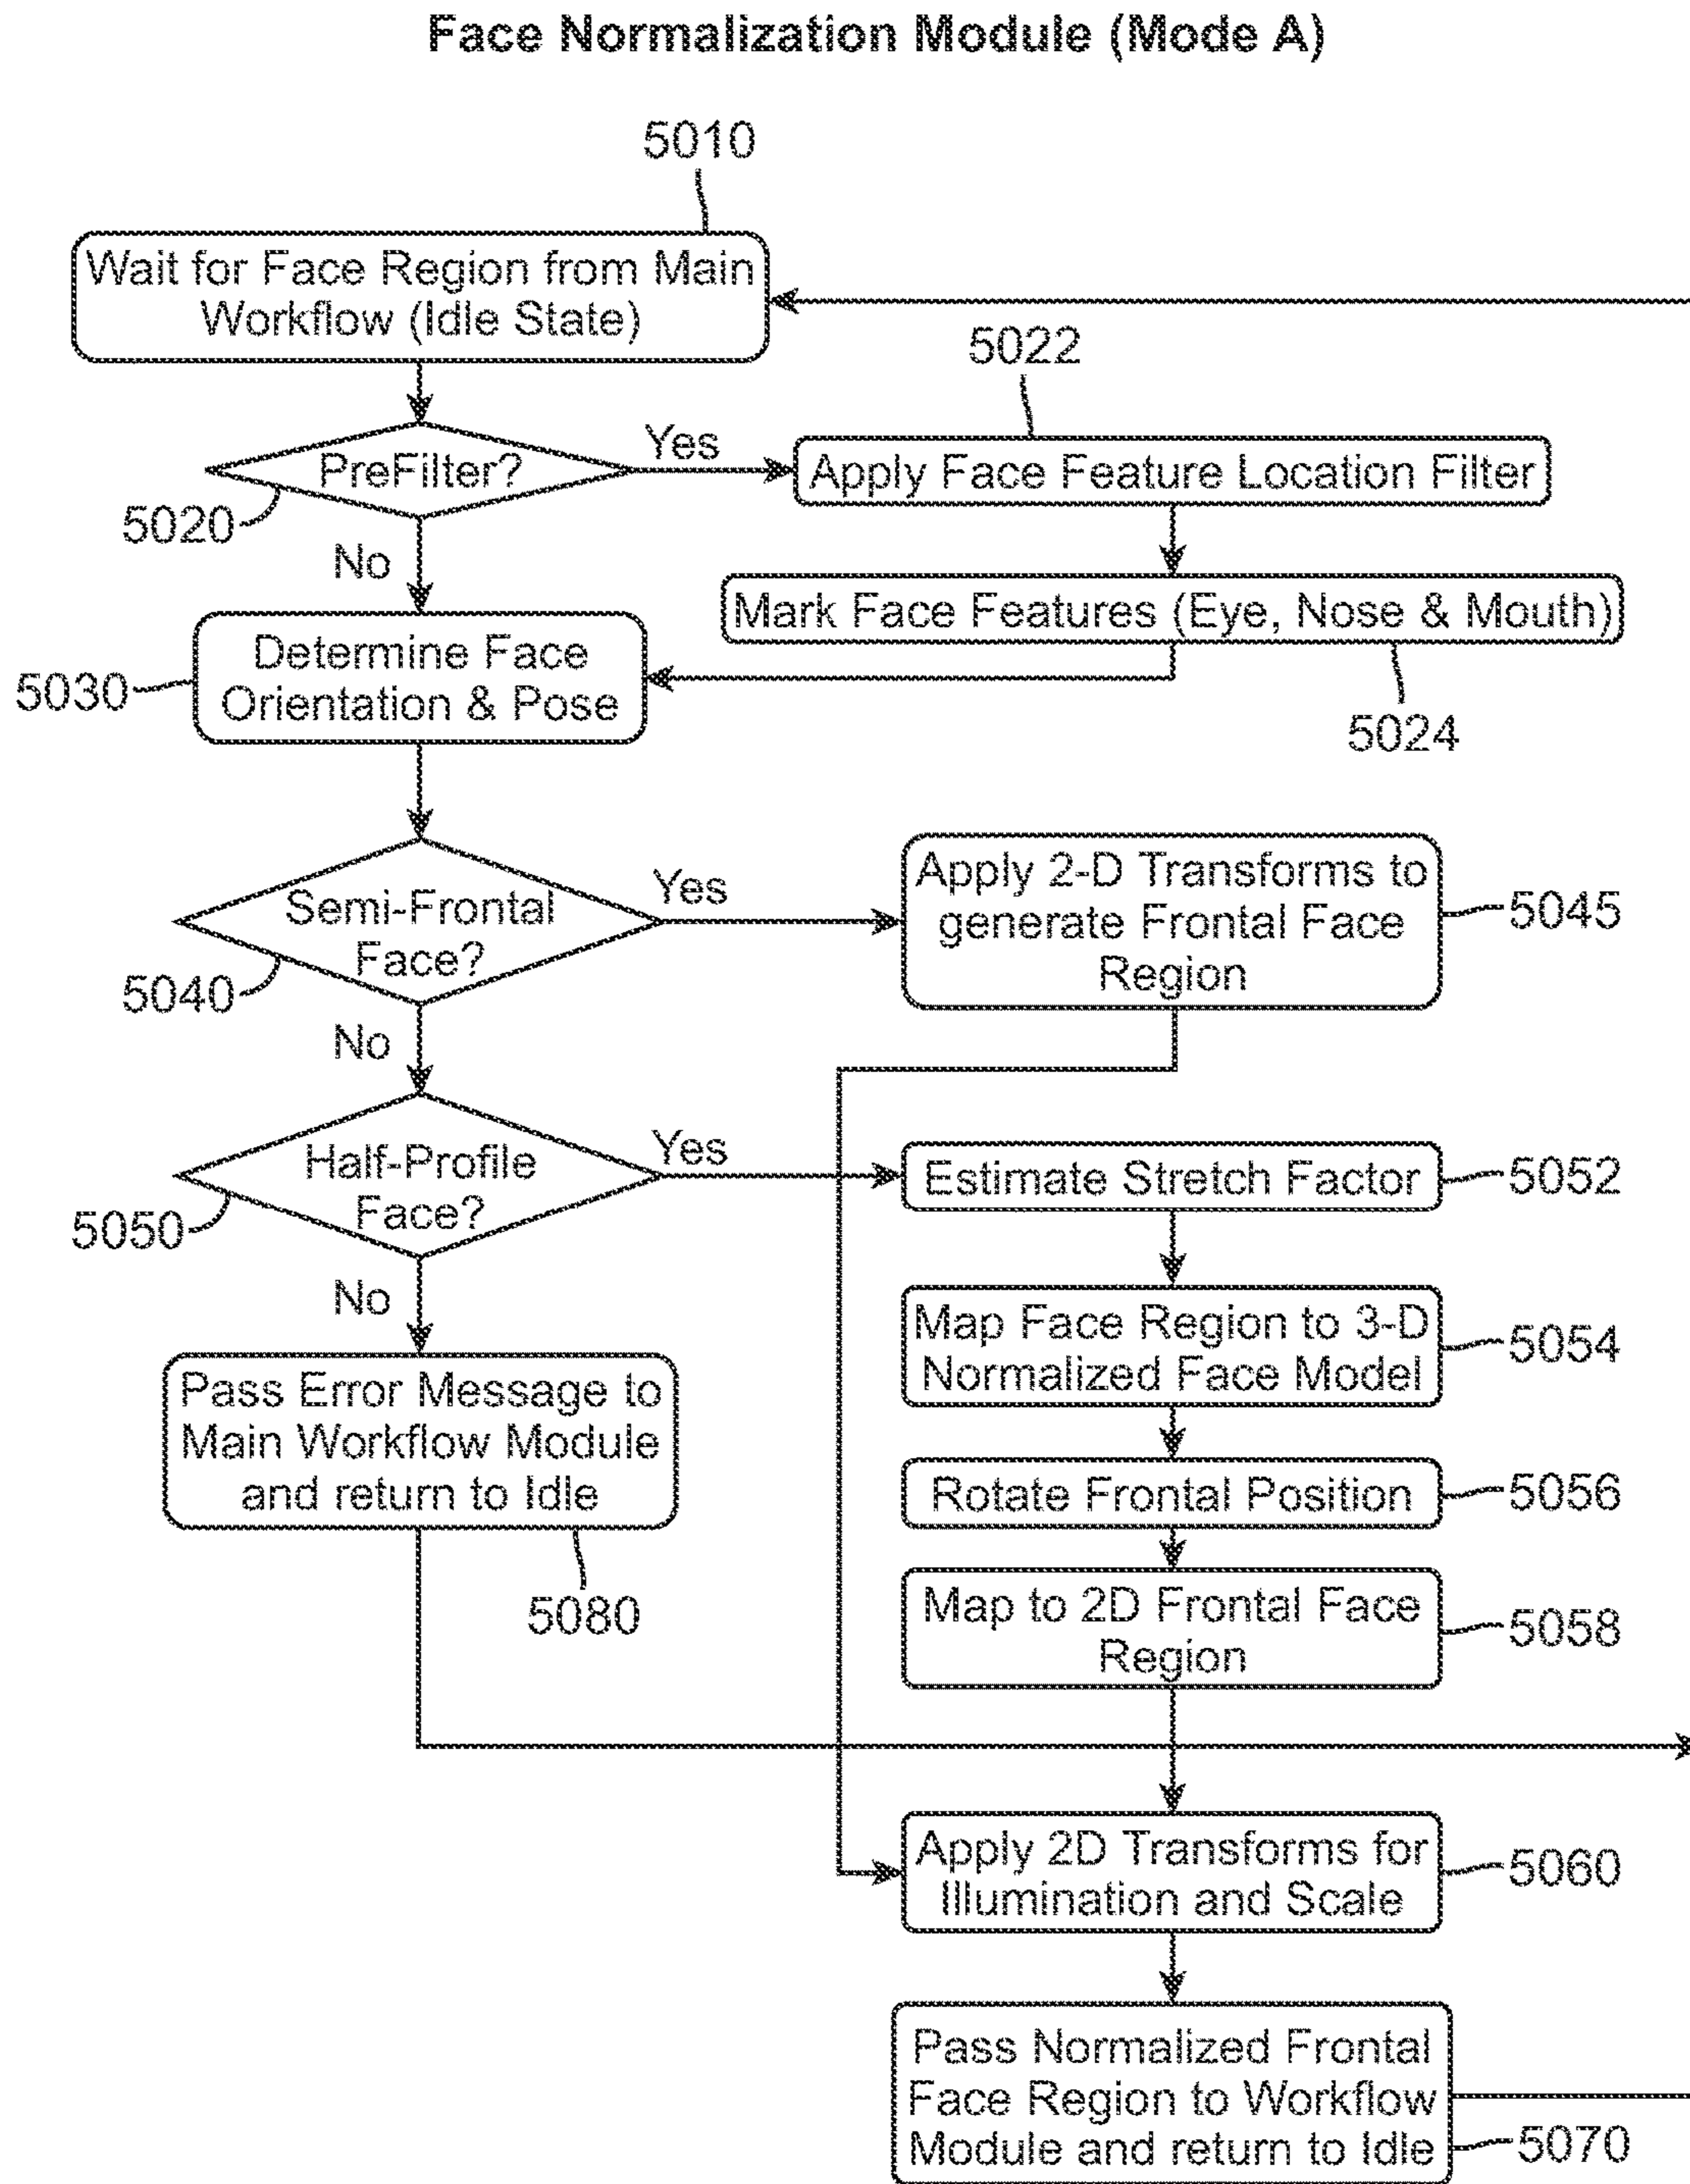 Face Normalization Module (Mode A)
5010
Wait for Face Region from Main
Workflow (Idle State)
5022
PreFilter?
Yes
Apply Face Feature Location Filter
5020
No
Mark Face Features (Eye, Nose & Mouth)
Determine Face
Orientation & Pose
5030
5024
Semi-Frontal
Face?
Yes
Apply 2-D Transforms to
generate Frontal Face
Region
5045
5040
No
Half-Profile
Face?
Yes
Estimate Stretch Factor
5052
5050
No
Map Face Region to 3-D
Normalized Face Model
5054
Pass Error Message to
Main Workflow Module
and return to Idle
Rotate Frontal Position
5056
5080
Map to 2D Frontal Face
Region
5058
Apply 2D Transforms for
Illumination and Scale
5060
Pass Normalized Frontal
Face Region to Workflow
Module and return to Idle
5070